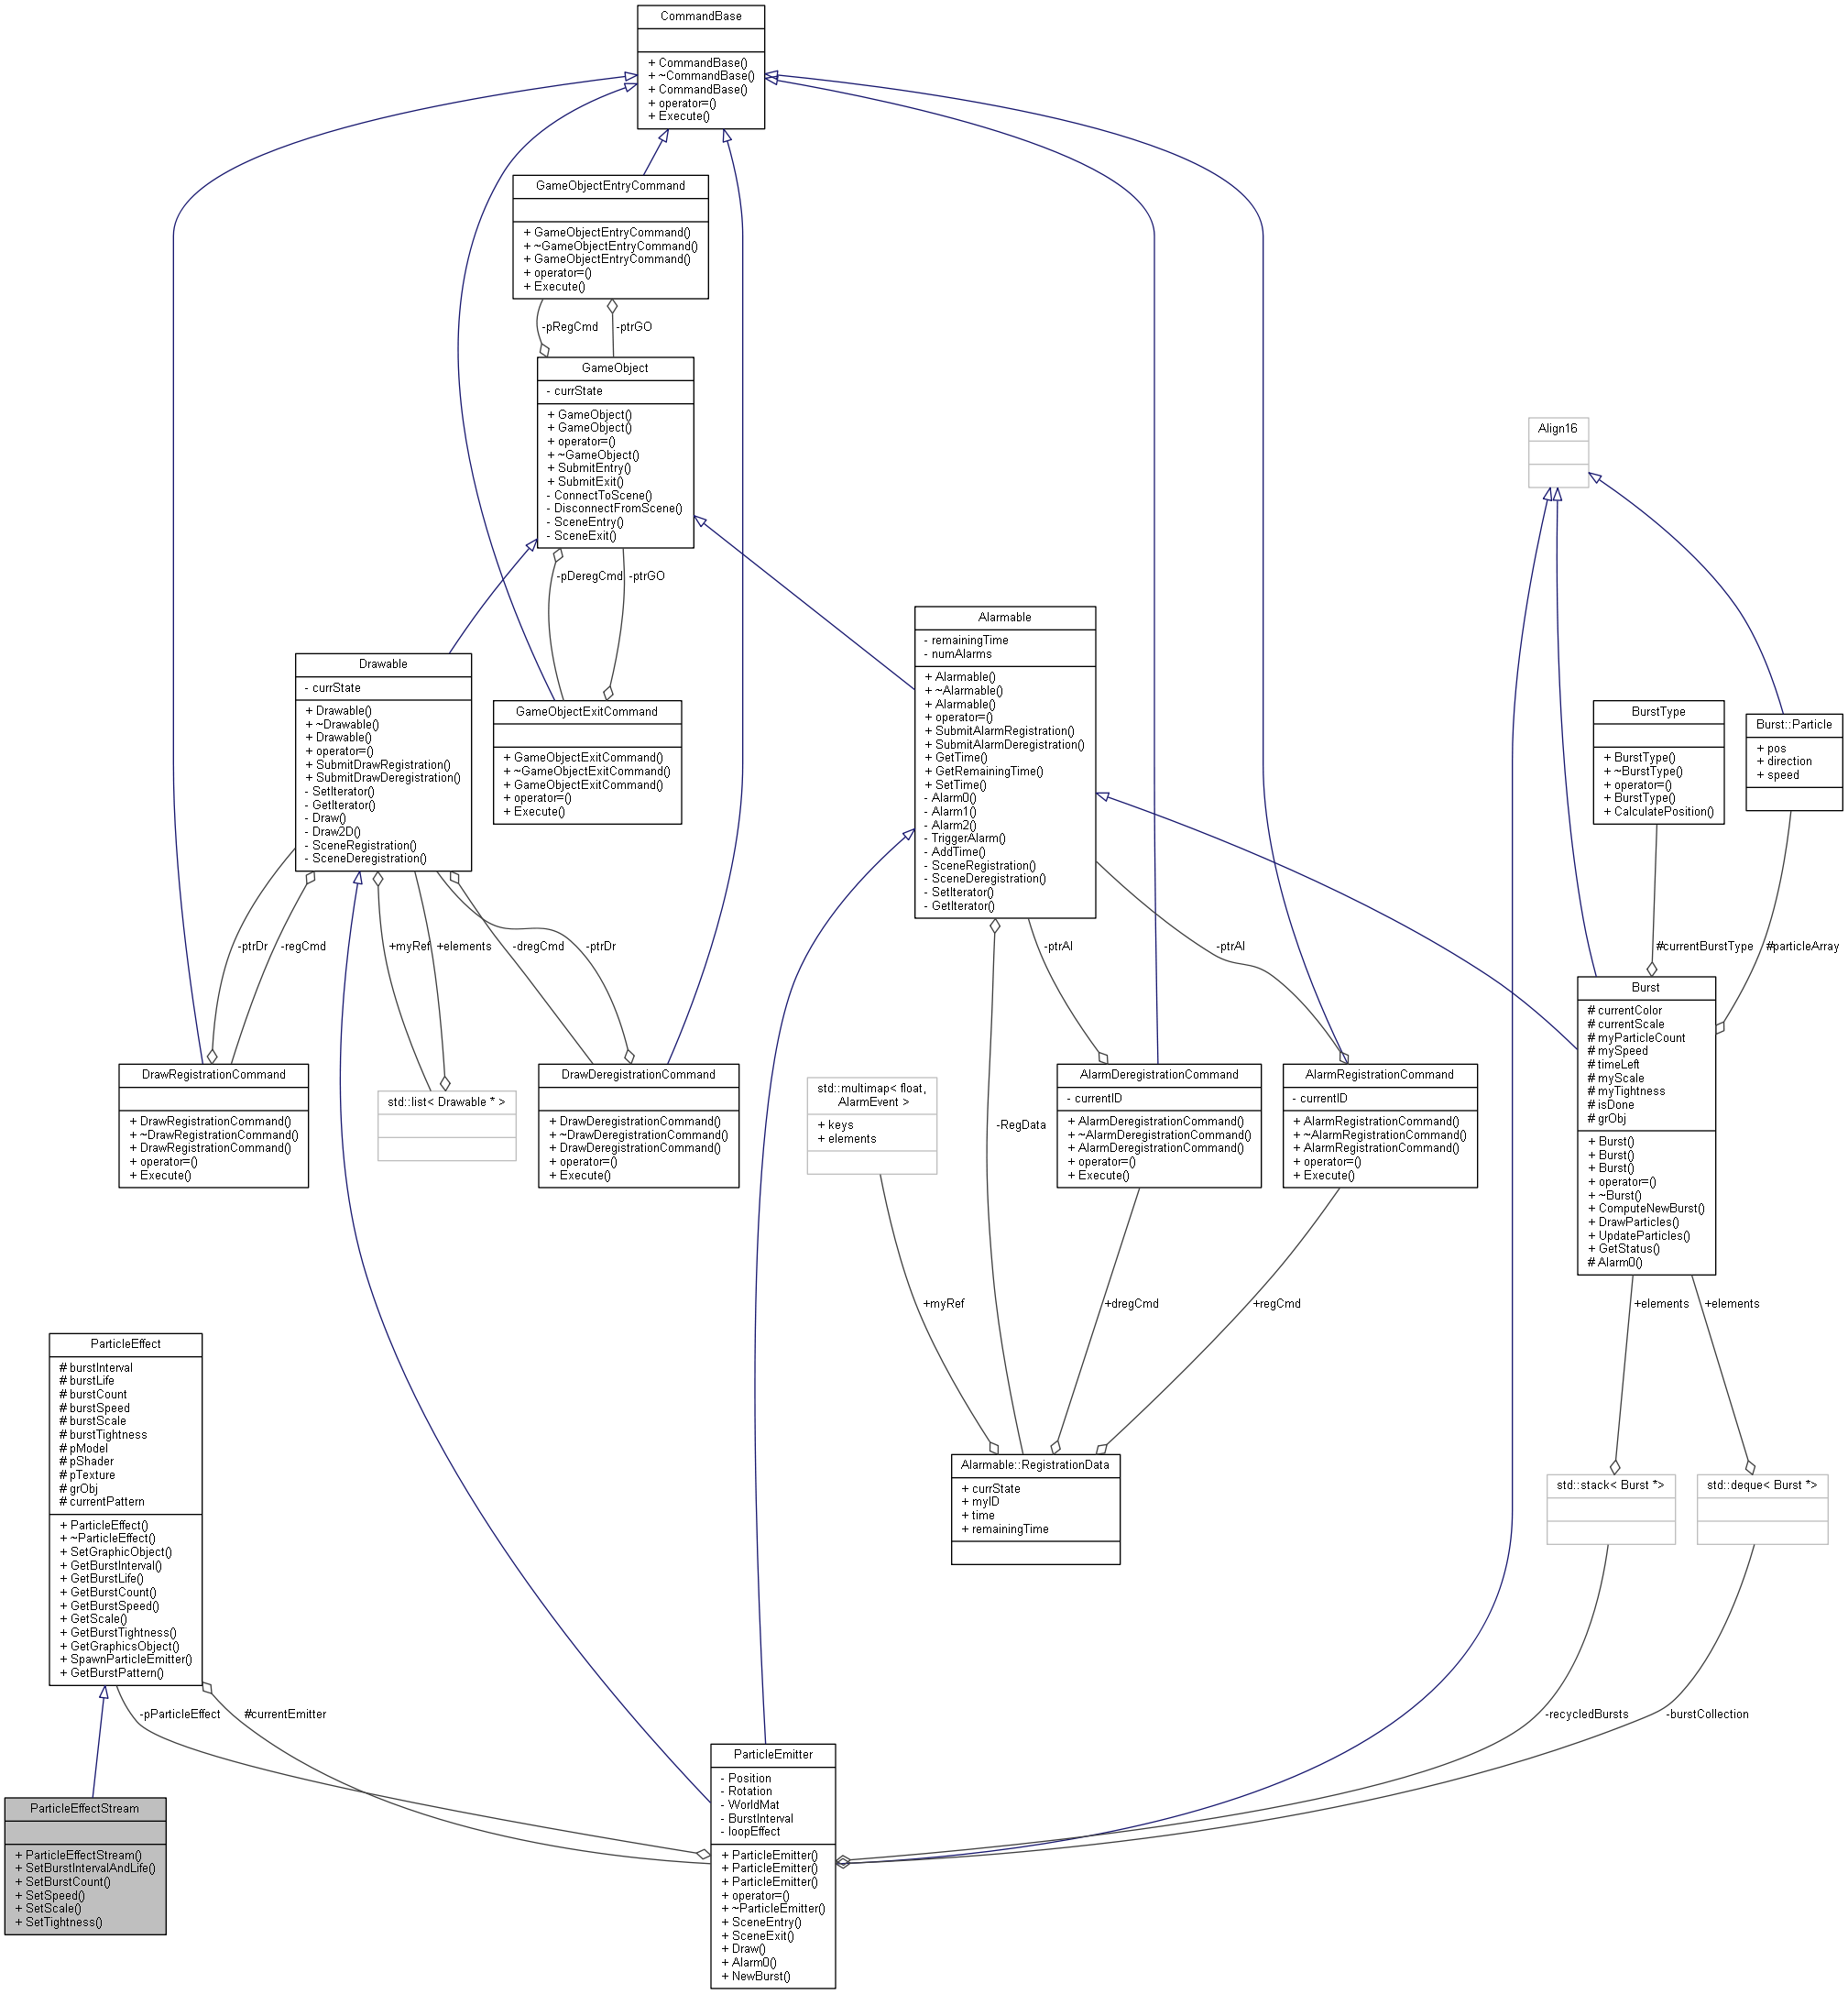 CommandBase
+ CommandBase()
+ ~CommandBase()
+ CommandBase()
+ operator=()
+ Execute()
GameObjectEntryCommand
+ GameObjectEntryCommand()
+ ~GameObjectEntryCommand()
+ GameObjectEntryCommand()
+ operator=()
+ Execute()
-pRegCmd
-ptrGO
GameObject
- currState
+ GameObject()
+ GameObject()
+ operator=()
+ ~GameObject()
+ SubmitEntry()
+ SubmitExit()
- ConnectToScene()
- DisconnectFromScene()
- SceneEntry()
- SceneExit()
-pDeregCmd
-ptrGO
Align16
Alarmable
- remainingTime
- numAlarms
+ Alarmable()
+ ~Alarmable()
+ Alarmable()
+ operator=()
+ SubmitAlarmRegistration()
+ SubmitAlarmDeregistration()
+ GetTime()
+ GetRemainingTime()
+ SetTime()
- Alarm0()
- Alarm1()
- Alarm2()
- TriggerAlarm()
- AddTime()
- SceneRegistration()
- SceneDeregistration()
- SetIterator()
- GetIterator()
Drawable
- currState
+ Drawable()
+ ~Drawable()
+ Drawable()
+ operator=()
+ SubmitDrawRegistration()
+ SubmitDrawDeregistration()
- SetIterator()
- GetIterator()
- Draw()
- Draw2D()
- SceneRegistration()
- SceneDeregistration()
GameObjectExitCommand
+ GameObjectExitCommand()
+ ~GameObjectExitCommand()
+ GameObjectExitCommand()
+ operator=()
+ Execute()
BurstType
+ BurstType()
+ ~BurstType()
+ operator=()
+ BurstType()
+ CalculatePosition()
Burst::Particle
+ pos
+ direction
+ speed
-ptrDr
-regCmd
+myRef
+elements
-dregCmd
-ptrDr
-ptrAl
-ptrAl
#currentBurstType
#particleArray
Burst
# currentColor
# currentScale
# myParticleCount
# mySpeed
# timeLeft
# myScale
# myTightness
# isDone
# grObj
+ Burst()
+ Burst()
+ Burst()
+ operator=()
+ ~Burst()
+ ComputeNewBurst()
+ DrawParticles()
+ UpdateParticles()
+ GetStatus()
# Alarm0()
DrawRegistrationCommand
+ DrawRegistrationCommand()
+ ~DrawRegistrationCommand()
+ DrawRegistrationCommand()
+ operator=()
+ Execute()
std::list< Drawable * >
DrawDeregistrationCommand
+ DrawDeregistrationCommand()
+ ~DrawDeregistrationCommand()
+ DrawDeregistrationCommand()
+ operator=()
+ Execute()
std::multimap< float,
AlarmEvent >
+ keys
+ elements
-RegData
AlarmDeregistrationCommand
- currentID
+ AlarmDeregistrationCommand()
+ ~AlarmDeregistrationCommand()
+ AlarmDeregistrationCommand()
+ operator=()
+ Execute()
AlarmRegistrationCommand
- currentID
+ AlarmRegistrationCommand()
+ ~AlarmRegistrationCommand()
+ AlarmRegistrationCommand()
+ operator=()
+ Execute()
+myRef
+dregCmd
+regCmd
+elements
+elements
ParticleEffect
# burstInterval
# burstLife
# burstCount
# burstSpeed
# burstScale
# burstTightness
# pModel
# pShader
# pTexture
# grObj
# currentPattern
+ ParticleEffect()
+ ~ParticleEffect()
+ SetGraphicObject()
+ GetBurstInterval()
+ GetBurstLife()
+ GetBurstCount()
+ GetBurstSpeed()
+ GetScale()
+ GetBurstTightness()
+ GetGraphicsObject()
+ SpawnParticleEmitter()
+ GetBurstPattern()
Alarmable::RegistrationData
+ currState
+ myID
+ time
+ remainingTime
std::stack< Burst *>
std::deque< Burst *>
-pParticleEffect
#currentEmitter
-recycledBursts
-burstCollection
ParticleEmitter
- Position
- Rotation
- WorldMat
- BurstInterval
- loopEffect
+ ParticleEmitter()
+ ParticleEmitter()
+ ParticleEmitter()
+ operator=()
+ ~ParticleEmitter()
+ SceneEntry()
+ SceneExit()
+ Draw()
+ Alarm0()
+ NewBurst()
ParticleEffectStream
+ ParticleEffectStream()
+ SetBurstIntervalAndLife()
+ SetBurstCount()
+ SetSpeed()
+ SetScale()
+ SetTightness()